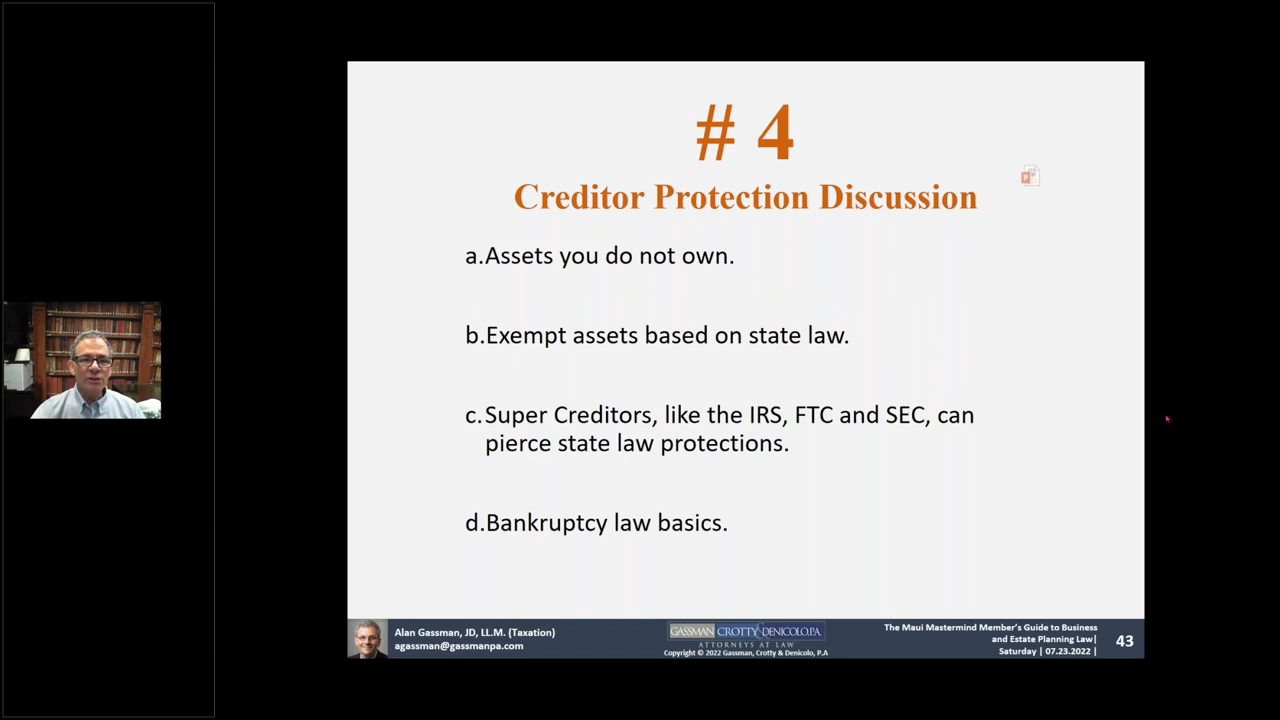 # 4
Creditor Protection Discussion
a.Assets you do not own.
b.Exempt assets based on state law.
c.Super Creditors, like the IRS, FTC and SEC, can
pierce state law protections.
d.Bankruptcy law basics.
Alan Gassman, JD, LL.M. (Taxation)
agassman@gassmanpa.com
GASSMAN CROTTY & DENICOLO, P.A.
ATTORNEYS AT LAW
Copyright © 2022 Gassman, Crotty & Denicolo, P.A
The Maui Mastermind Member's Guide to Business
and Estate Planning Law|
Saturday | 07.23.2022 |
43